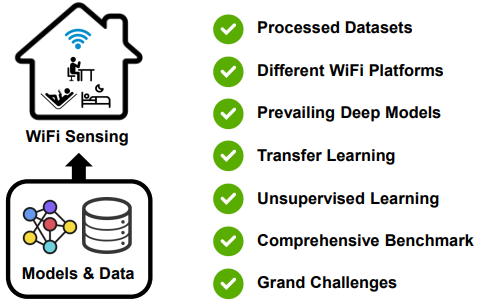 WiFi Sensing
Models & Data
Processed Datasets
Different WiFi Platforms
Prevailing Deep Models
Transfer Learning
Unsupervised Learning
Comprehensive Benchmark
Grand Challenges